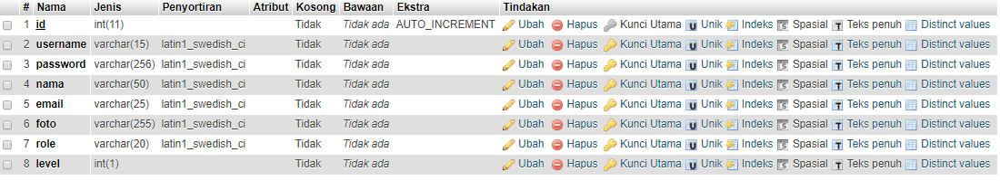 # Nama Jenis Penyortiran Atribut Kosong Bawaan Ekstra Tindakan
1 id int(11) Tidak Tidak ada AUTO_INCREMENT Ubah Hapus Kunci Utama Unik Indeks Spasial Teks penuh Distinct values
2 username varchar(15) latin1_swedish_ci Tidak Tidak ada Ubah Hapus Kunci Utama Unik Indeks Spasial Teks penuh Distinct values
3 password varchar(256) latin1_swedish_ci Tidak Tidak ada Ubah Hapus Kunci Utama Unik Indeks Spasial Teks penuh Distinct values
4 nama varchar(50) latin1_swedish_ci Tidak Tidak ada Ubah Hapus Kunci Utama Unik Indeks Spasial Teks penuh Distinct values
5 email varchar(25) latin1_swedish_ci Tidak Tidak ada Ubah Hapus Kunci Utama Unik Indeks Spasial Teks penuh Distinct values
6 foto varchar(255) latin1_swedish_ci Tidak Tidak ada Ubah Hapus Kunci Utama Unik Indeks Spasial Teks penuh Distinct values
7 role varchar(20) latin1_swedish_ci Tidak Tidak ada Ubah Hapus Kunci Utama Unik Indeks Spasial Teks penuh Distinct values
8 level int(1) Tidak Tidak ada Ubah Hapus Kunci Utama Unik Indeks Spasial Teks penuh Distinct values